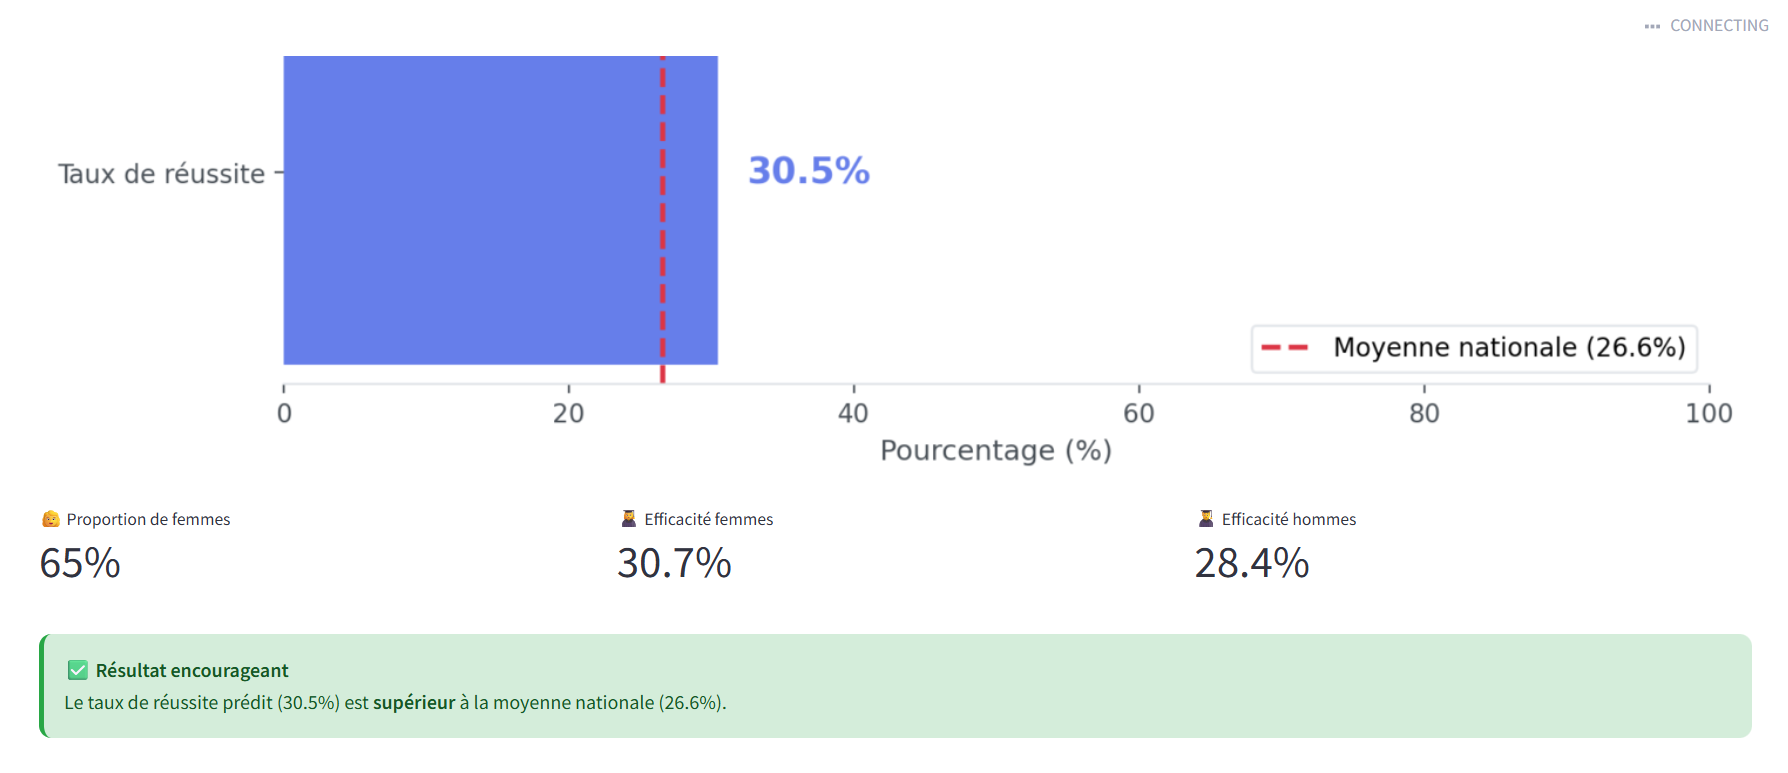 CONNECTING
Taux de réussite
30.5%
Moyenne nationale (26.6%)
0 20 40 60 80 100
Pourcentage (%)
Proportion de femmes
65%
Efficacité femmes
30.7%
Efficacité hommes
28.4%
Résultat encourageant
Le taux de réussite prédit (30.5%) est supérieur à la moyenne nationale (26.6%).